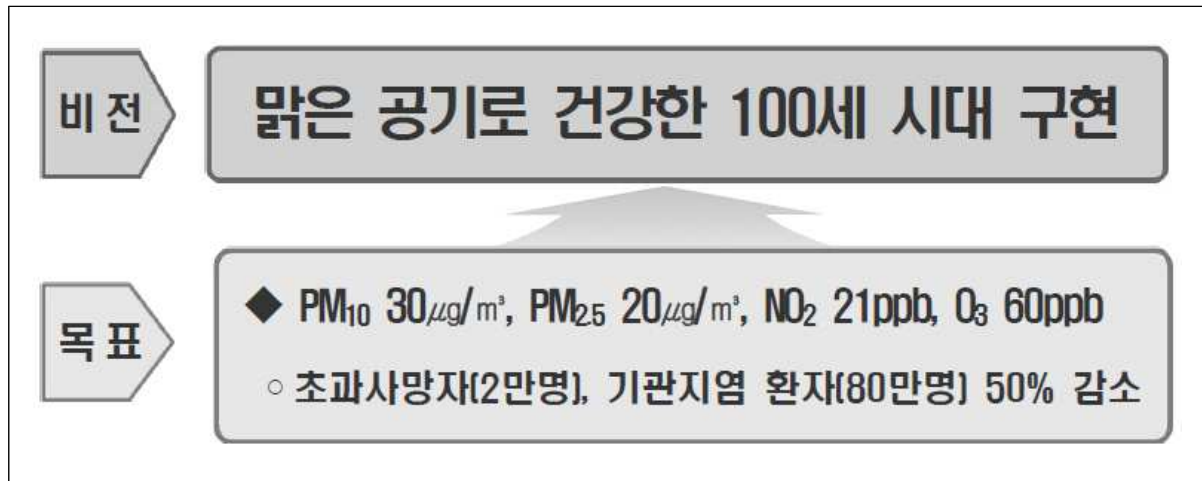 비전
맑은 공기로 건강한 100세 시대 구현
목표
◆ PM₁₀ 30㎍/㎥, PM₂.₅ 20㎍/㎥, NO₂ 21ppb, O₃ 60ppb
○ 초과사망자(2만명), 기관지염 환자(80만명) 50% 감소